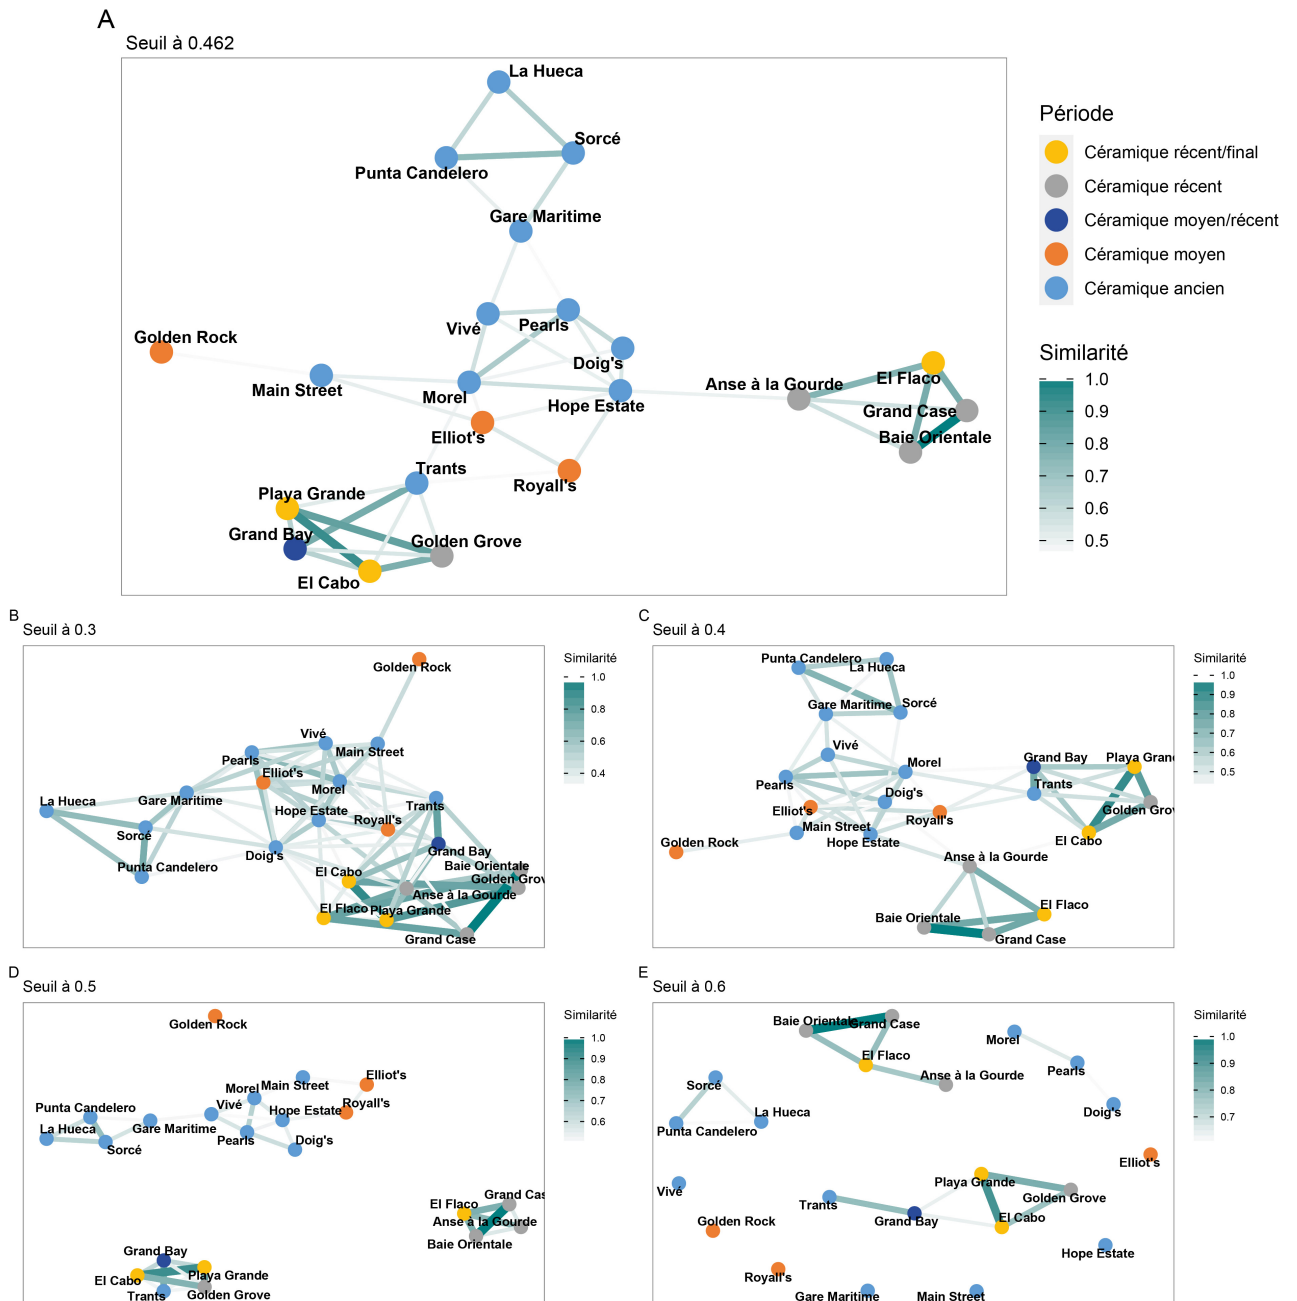 A
Seuil à 0.462
La Hueca
Sorcé
Punta Candelero
Gare Maritime
Vivé
Pearls
Doig's
Golden Rock
Main Street
Morel
Hope Estate
Elliot's
Royall's
Trants
Playa Grande
Grand Bay
Golden Grove
El Cabo
Anse à la Gourde
El Flaco
Grand Case
Baie Orientale
Période
Céramique récent/final
Céramique récent
Céramique moyen/récent
Céramique moyen
Céramique ancien
Similarité
1.0
0.9
0.8
0.7
0.6
0.5
B
Seuil à 0.3
Golden Rock
Vivé
Main Street
Pearls
Elliot's
Morel
La Hueca
Gare Maritime
Trants
Hope Estate
Royall's
Sorcé
Doig's
Punta Candelero
Grand Bay
Baie Orientale
El Cabo
Golden Grov
Anse à la Gourde
El Flaco
Playa Grande
Grand Case
Similarité
1.0
0.8
0.6
0.4
C
Seuil à 0.4
Punta Candelero
La Hueca
Gare Maritime
Sorcé
Vivé
Morel
Grand Bay
Playa Gran
Pearls
Trants
Doig's
Elliot's
Golden Gro
Royall's
Main Street
Hope Estate
El Cabo
Golden Rock
Anse à la Gourde
El Flaco
Baie Orientale
Grand Case
Similarité
1.0
0.9
0.8
0.7
0.6
0.5
D
Seuil à 0.5
Golden Rock
Elliot's
Main Street
Morel
Royall's
Vivé
Hope Estate
Punta Candelero
La Hueca
Gare Maritime
Pearls
Doig's
Sorcé
Grand Cas
El Flaco
Anse à la Gourde
Baie Orientale
Grand Bay
El Cabo
Playa Grande
Trants
Golden Grove
Similarité
1.0
0.9
0.8
0.7
0.6
E
Seuil à 0.6
Baie Orientale
Grand Case
Morel
El Flaco
Anse à la Gourde
Pearls
Sorcé
La Hueca
Doig's
Punta Candelero
Elliot's
Vivé
Playa Grande
Golden Grove
Trants
Grand Bay
El Cabo
Golden Rock
Hope Estate
Royall's
Gare Maritime
Main Street
Similarité
1.0
0.9
0.8
0.7